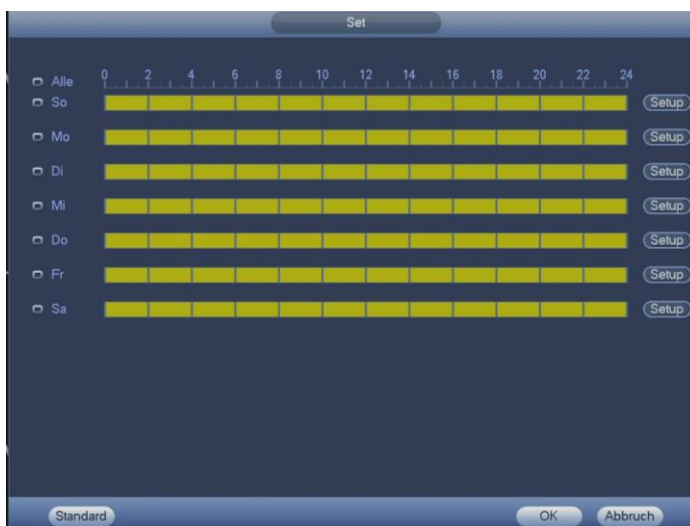 Set
Alle 0 2 4 6 8 10 12 14 16 18 20 22 24
So Setup
Mo Setup
Di Setup
Mi Setup
Do Setup
Fr Setup
Sa Setup
Standard OK Abbruch